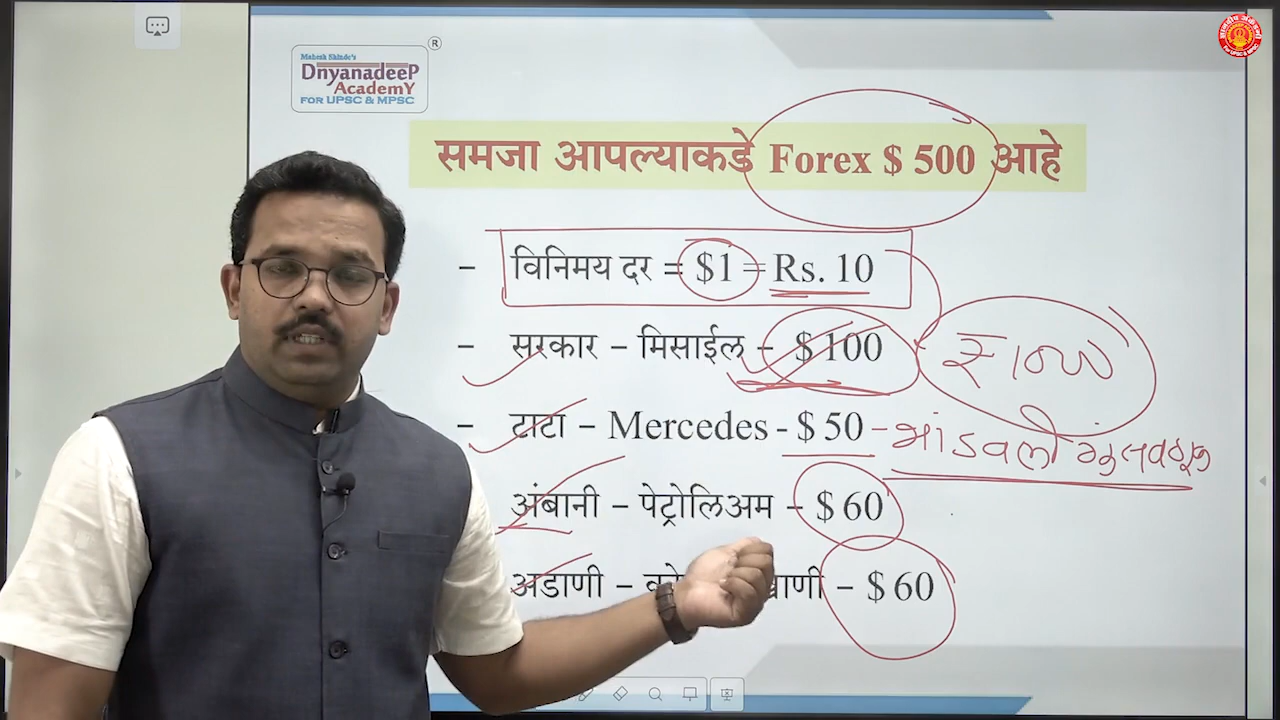 Mahesh Shinde's
DnyanadeeP
AcademY
FOR UPSC & MPSC
®
समजा आपल्याकडे Forex $ 500 आहे
– विनिमय दर = $1 = Rs. 10
– सरकार – मिसाईल – $ 100
₹ 1000
– टाटा – Mercedes - $ 50 – भांडवली
अंबानी – पेट्रोलिअम – $ 60
अडाणी – – $ 60